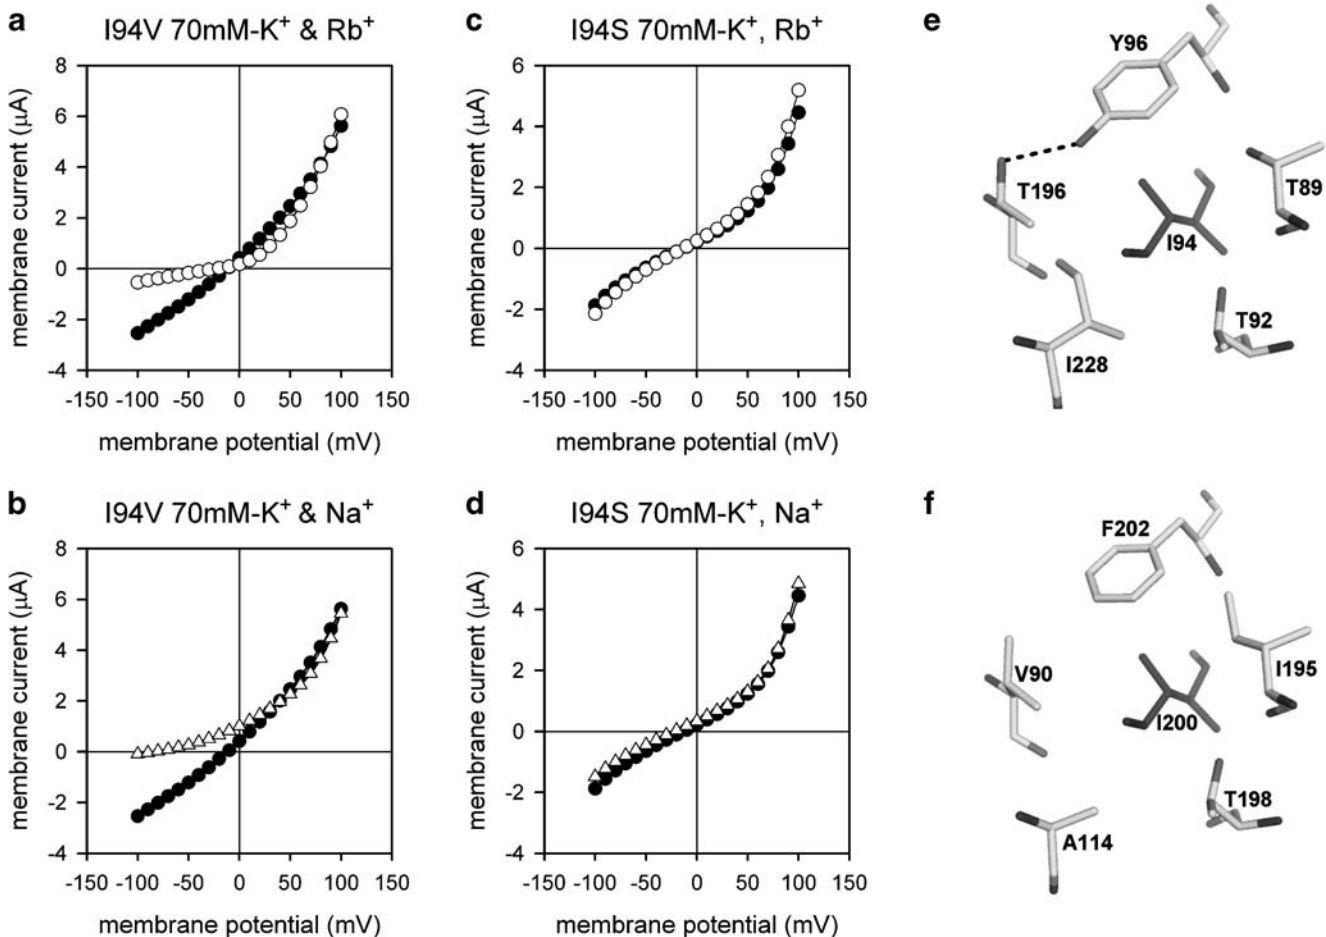 a
I94V 70mM-K⁺ & Rb⁺
8
6
4
2
0
-2
-4
membrane current (μA)
-150 -100 -50 0 50 100 150
membrane potential (mV)
c
I94S 70mM-K⁺, Rb⁺
6
4
2
0
-2
-4
membrane current (μA)
-150 -100 -50 0 50 100 150
membrane potential (mV)
e
Y96
T196
T89
I94
T92
I228
b
I94V 70mM-K⁺ & Na⁺
8
6
4
2
0
-2
-4
membrane current (μA)
-150 -100 -50 0 50 100 150
membrane potential (mV)
d
I94S 70mM-K⁺, Na⁺
6
4
2
0
-2
-4
membrane current (μA)
-150 -100 -50 0 50 100 150
membrane potential (mV)
f
F202
V90
I195
I200
T198
A114